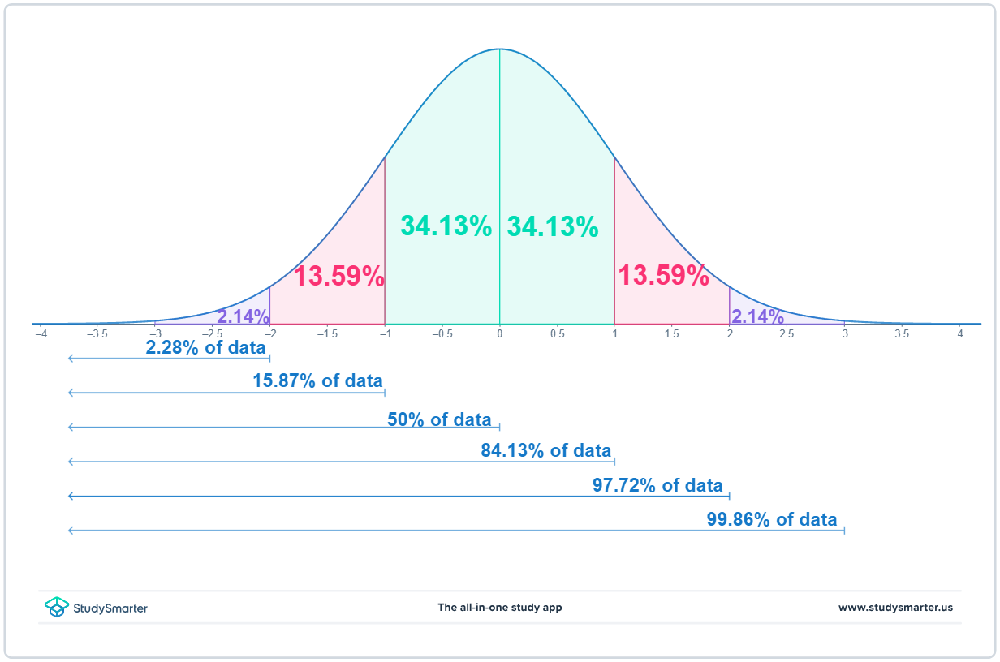 34.13% 34.13%
13.59% 13.59%
2.14% 2.14%
–4 –3.5 –3 –2.5 –2 –1.5 –1 –0.5 0 0.5 1 1.5 2 2.5 3 3.5 4
2.28% of data
15.87% of data
50% of data
84.13% of data
97.72% of data
99.86% of data
StudySmarter The all-in-one study app www.studysmarter.us